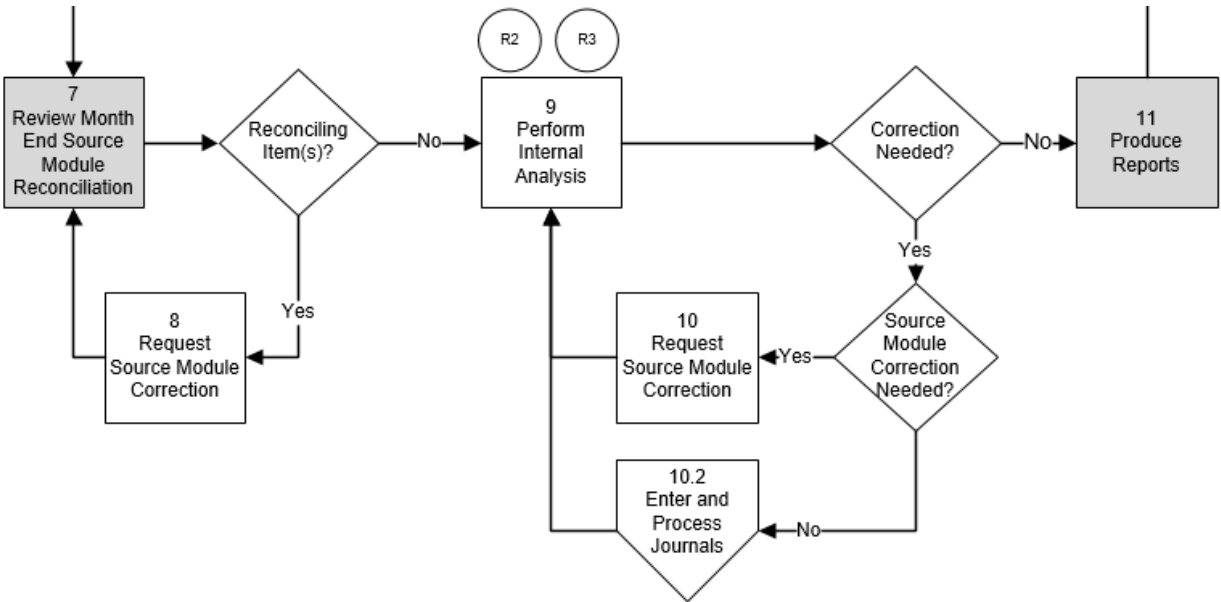 R2
R3
7
Review Month
End Source
Module
Reconciliation
Reconciling
Item(s)?
No
9
Perform
Internal
Analysis
Correction
Needed?
No
11
Produce
Reports
Yes
Yes
8
Request
Source Module
Correction
10
Request
Source Module
Correction
Yes
Source
Module
Correction
Needed?
10.2
Enter and
Process
Journals
No